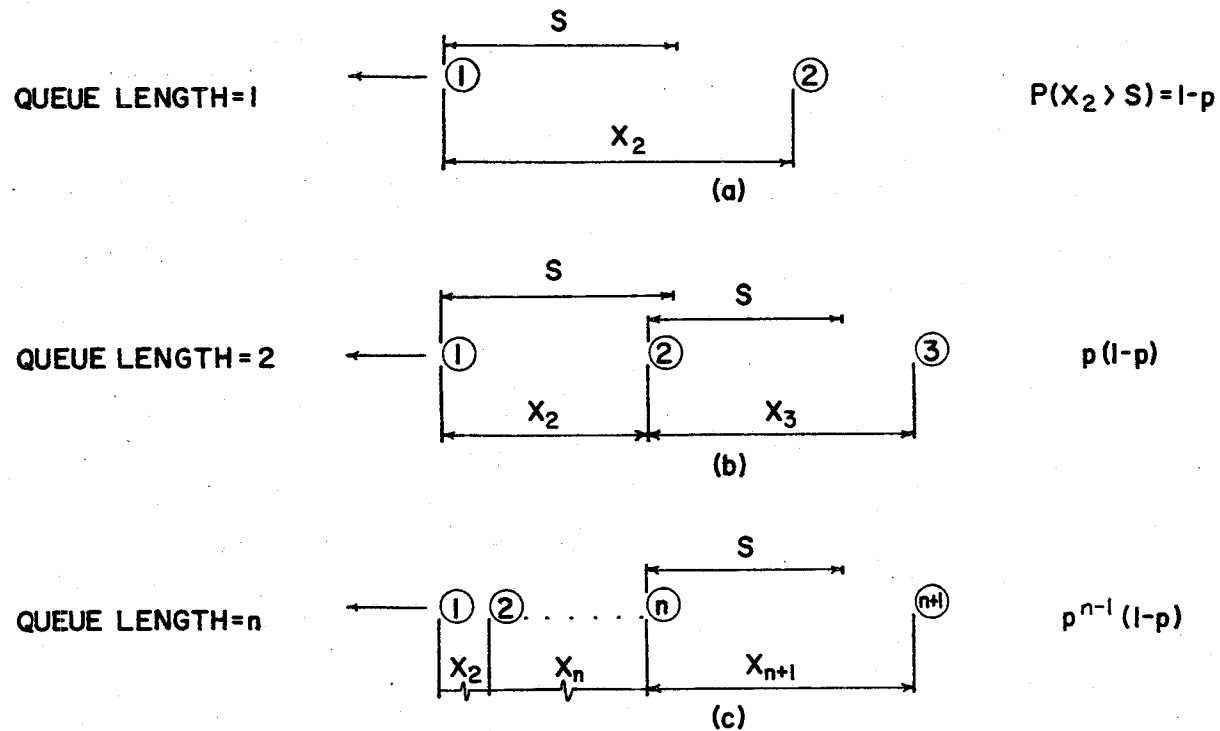 S
QUEUE LENGTH=1
1
2
P(X₂ > S) = 1-p
X₂
(a)
S
S
QUEUE LENGTH = 2
1
2
3
p (1-p)
X₂
X₃
(b)
S
QUEUE LENGTH=n
1
2
. . . . . .
n
n+1
pⁿ⁻¹ (1-p)
X₂
Xₙ
Xₙ₊₁
(c)